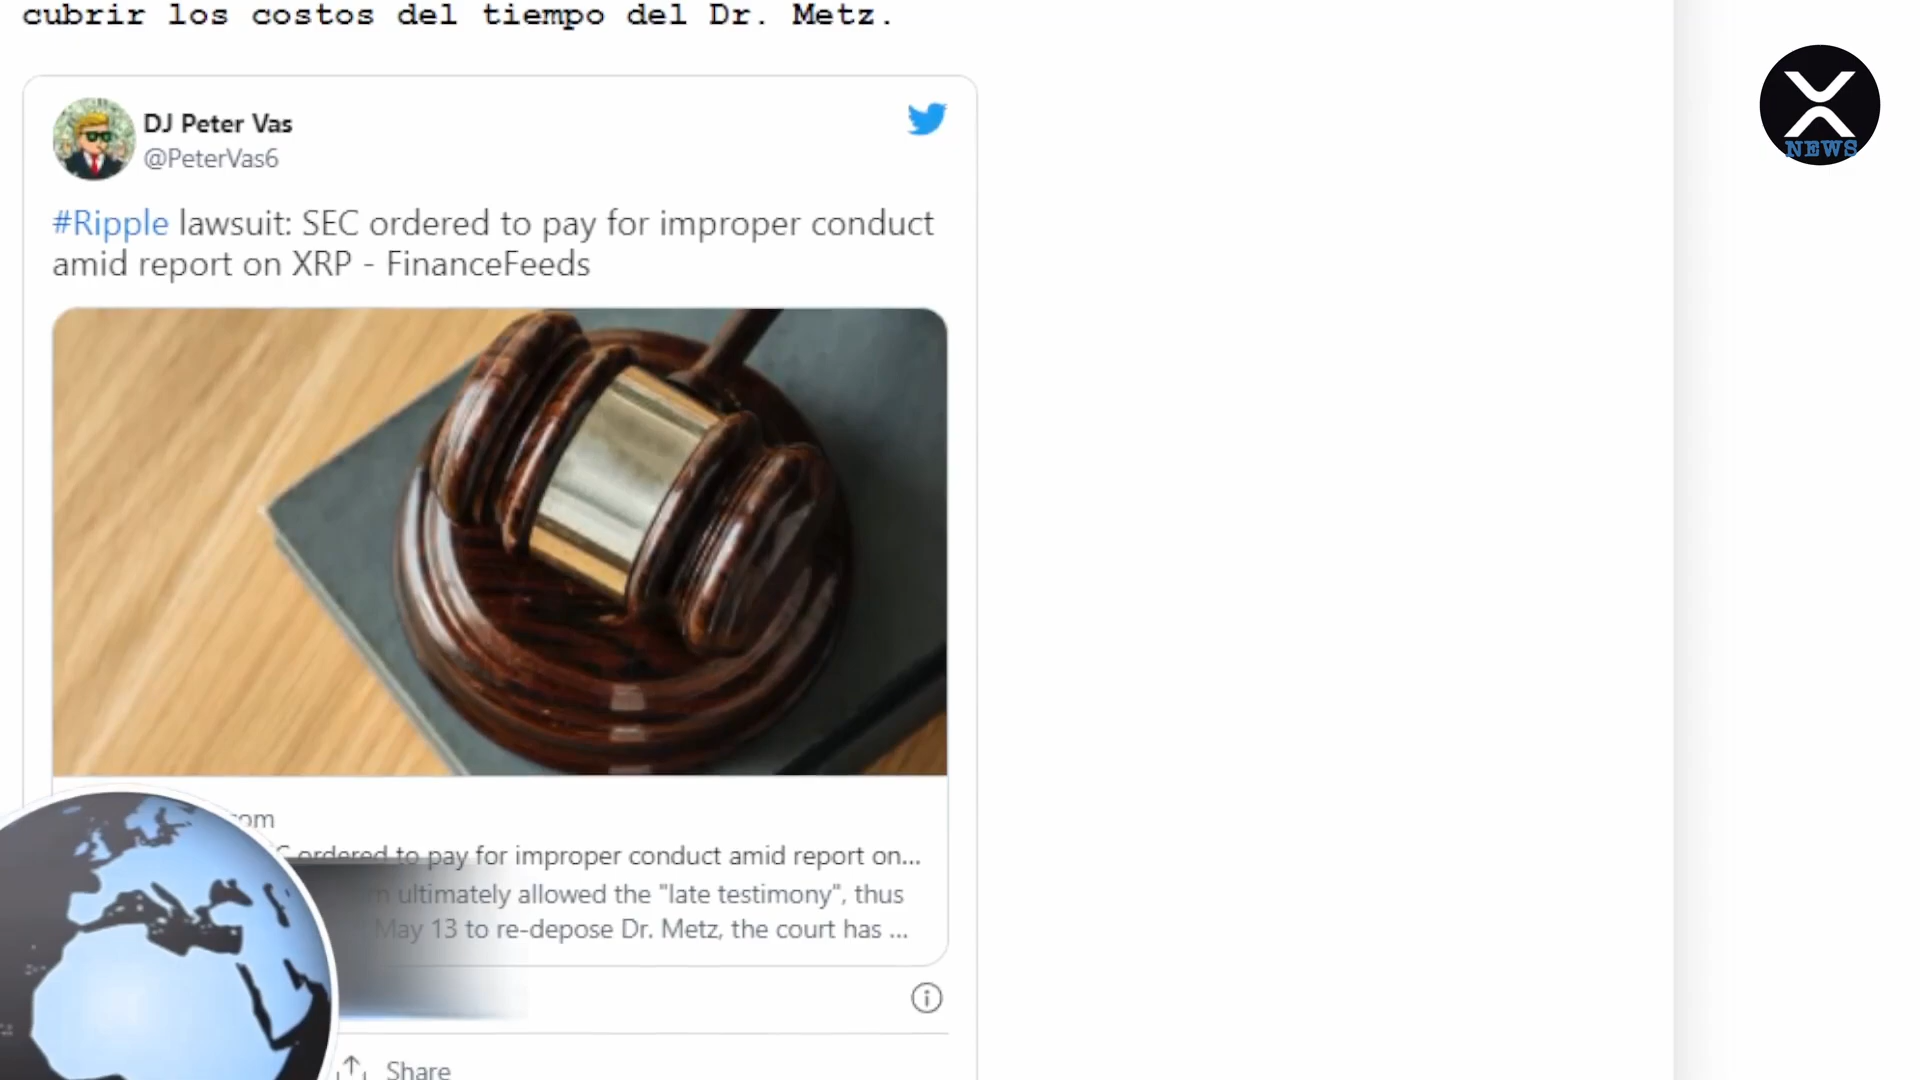 cubrir los costos del tiempo del Dr. Metz.
DJ Peter Vas
@PeterVas6
NEWS
#Ripple lawsuit: SEC ordered to pay for improper conduct
amid report on XRP - FinanceFeeds
ordered to pay for improper conduct amid report on...
ultimately allowed the "late testimony", thus
May 13 to re-depose Dr. Metz, the court has ...
Share